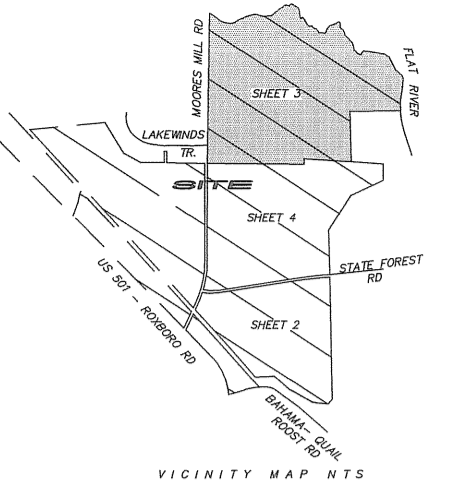 MOORES MILL RD
FLAT RIVER
SHEET 3
LAKEWINDS
TR.
SITE
SHEET 4
STATE FOREST
RD
US 501 - ROXBORO RD
SHEET 2
BAHAMA- QUAIL
ROOST RD
VICINITY MAP NTS